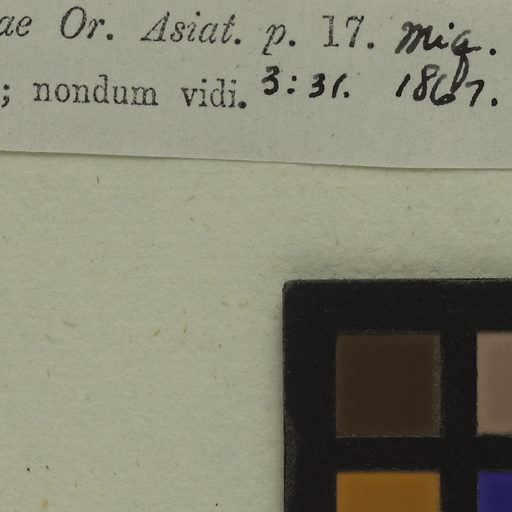 ae Or. Asiat. p. 17. Miq.
; nondum vidi. 3:31. 1867.